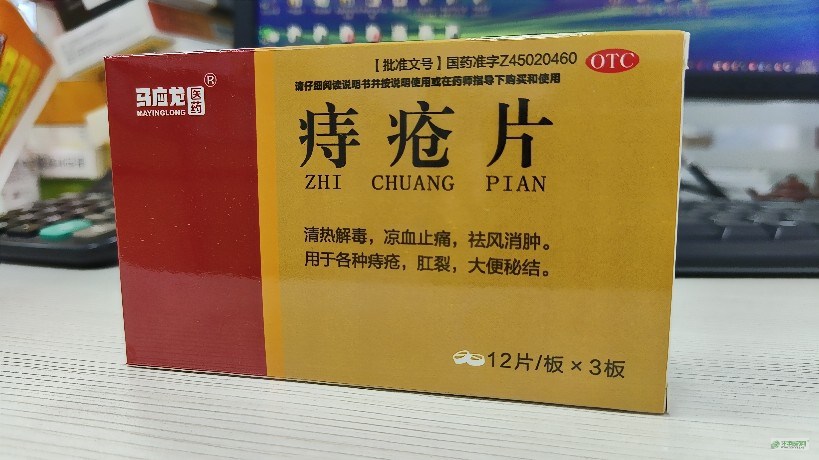 【批准文号】国药准字Z45020460 OTC
请仔细阅读说明书并按说明使用或在药师指导下购买和使用
马应龙 医药 ®
MAYINGLONG
痔疮片
ZHI CHUANG PIAN
清热解毒，凉血止痛，祛风消肿。
用于各种痔疮，肛裂，大便秘结。
12片/板×3板